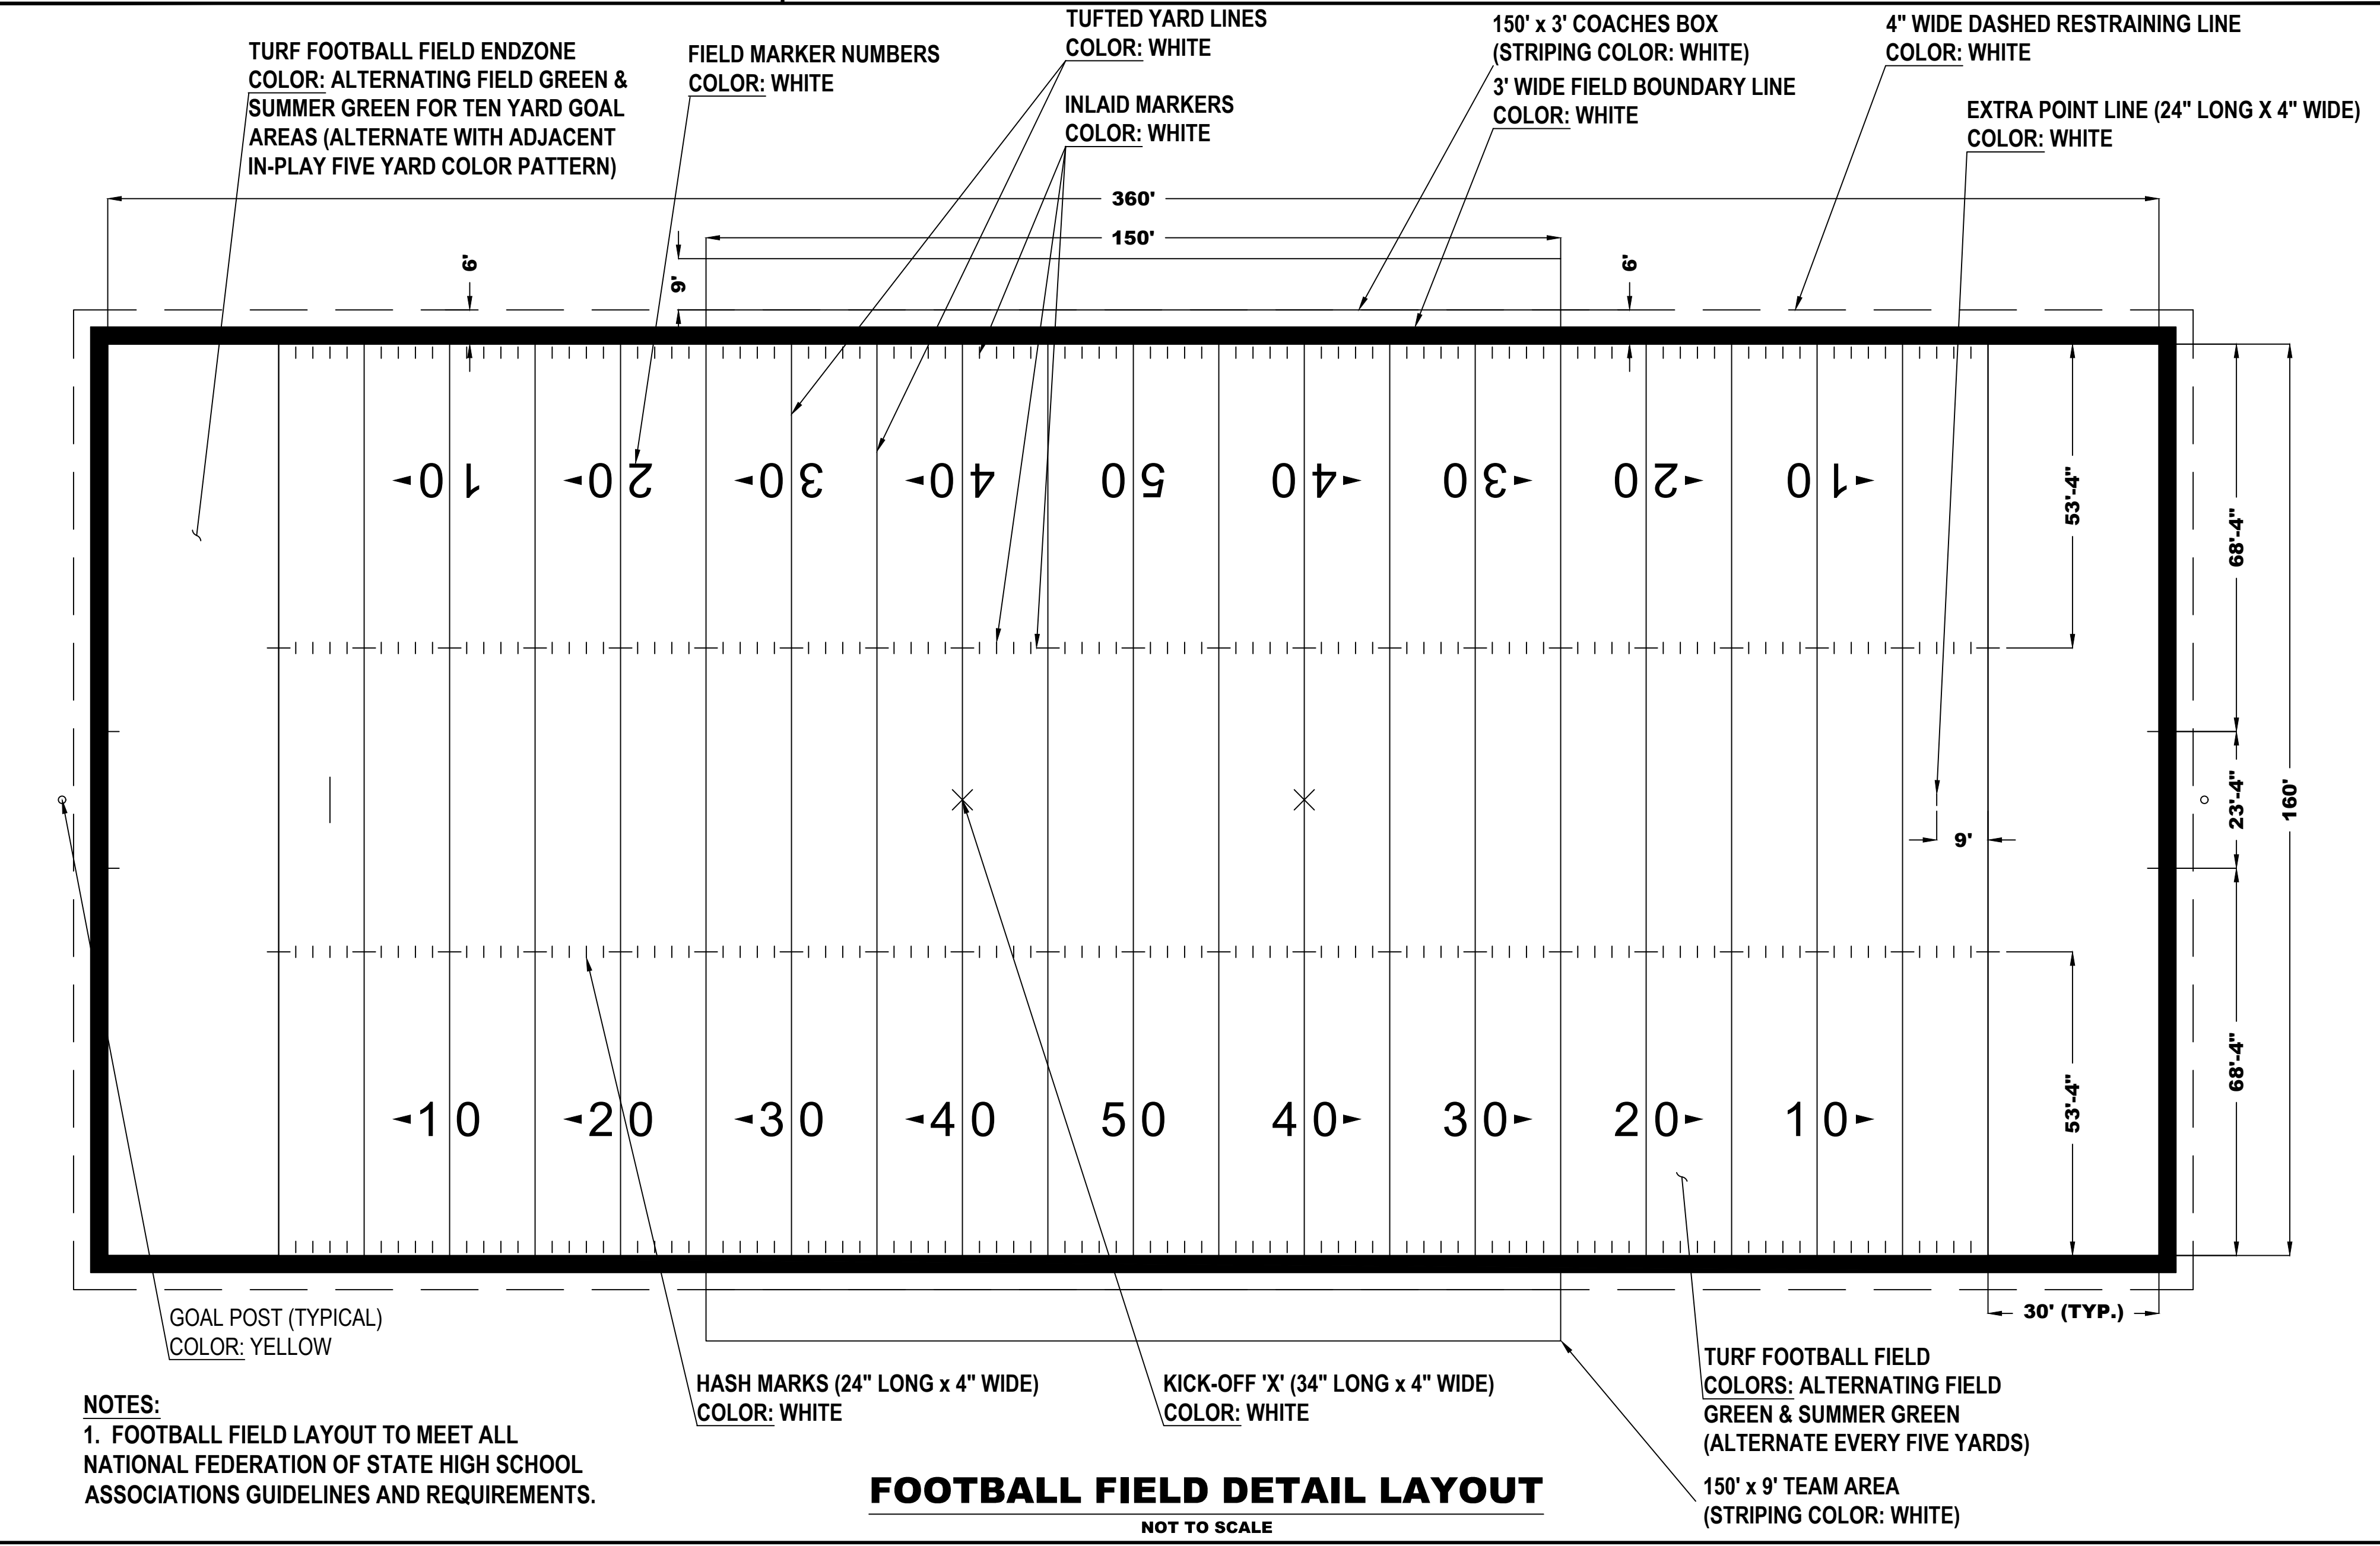 TURF FOOTBALL FIELD ENDZONE
COLOR: ALTERNATING FIELD GREEN &
SUMMER GREEN FOR TEN YARD GOAL
AREAS (ALTERNATE WITH ADJACENT
IN-PLAY FIVE YARD COLOR PATTERN)
FIELD MARKER NUMBERS
COLOR: WHITE
TUFTED YARD LINES
COLOR: WHITE
INLAID MARKERS
COLOR: WHITE
150' x 3' COACHES BOX
(STRIPING COLOR: WHITE)
3' WIDE FIELD BOUNDARY LINE
COLOR: WHITE
4" WIDE DASHED RESTRAINING LINE
COLOR: WHITE
EXTRA POINT LINE (24" LONG X 4" WIDE)
COLOR: WHITE
360'
150'
6'
9'
6'
10 20 30 40 50 40 30 20 10
53'-4"
68'-4"
23'-4"
160'
9'
53'-4"
68'-4"
10 20 30 40 50 40 30 20 10
30' (TYP.)
GOAL POST (TYPICAL)
COLOR: YELLOW
HASH MARKS (24" LONG x 4" WIDE)
COLOR: WHITE
KICK-OFF 'X' (34" LONG x 4" WIDE)
COLOR: WHITE
TURF FOOTBALL FIELD
COLORS: ALTERNATING FIELD
GREEN & SUMMER GREEN
(ALTERNATE EVERY FIVE YARDS)
150' x 9' TEAM AREA
(STRIPING COLOR: WHITE)
NOTES:
1. FOOTBALL FIELD LAYOUT TO MEET ALL
NATIONAL FEDERATION OF STATE HIGH SCHOOL
ASSOCIATIONS GUIDELINES AND REQUIREMENTS.
FOOTBALL FIELD DETAIL LAYOUT
NOT TO SCALE